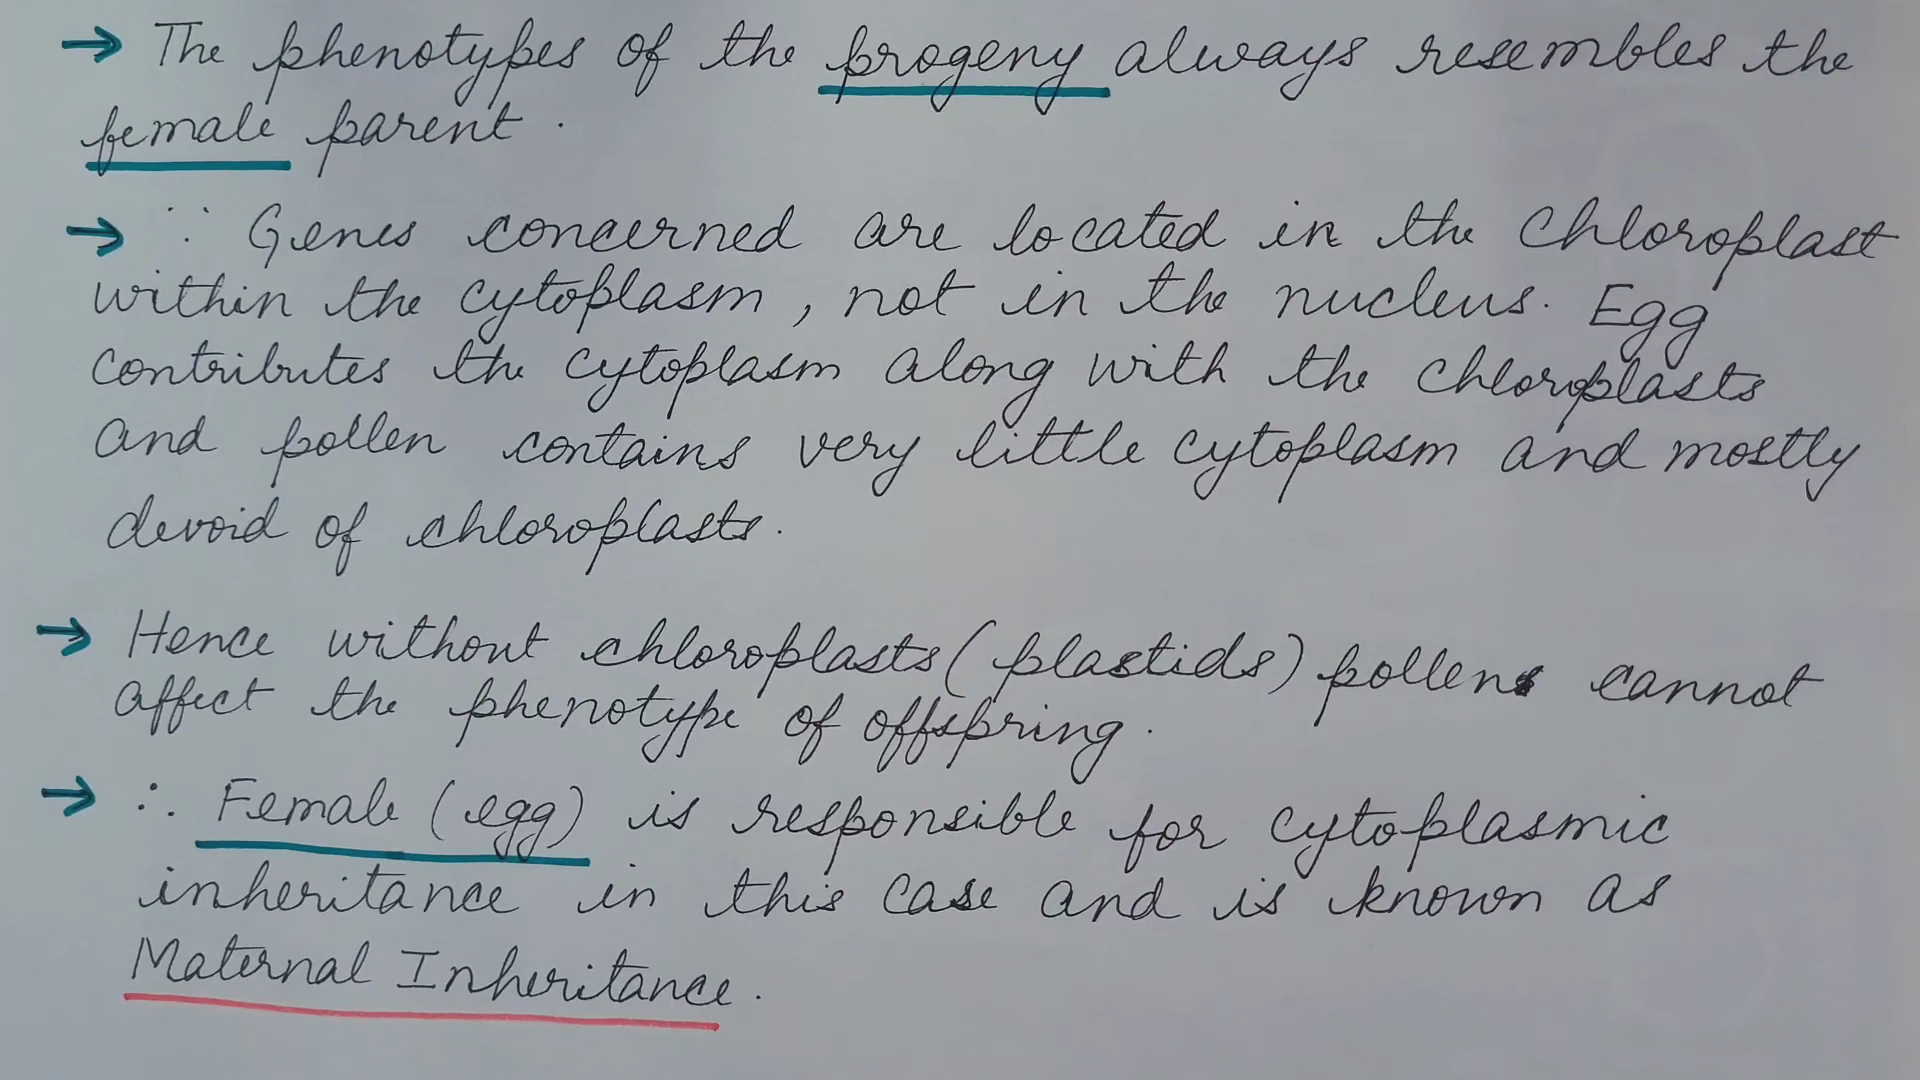 → The phenotypes of the progeny always resembles the
female parent.
→ ∵ Genes concerned are located in the chloroplast
within the cytoplasm, not in the nucleus. Egg
contributes the cytoplasm along with the chloroplasts
and pollen contains very little cytoplasm and mostly
devoid of chloroplasts.
→ Hence without chloroplasts (plastids) pollens cannot
affect the phenotype of offspring.
→ ∴ Female (egg) is responsible for cytoplasmic
inheritance in this case and is known as
Maternal Inheritance.